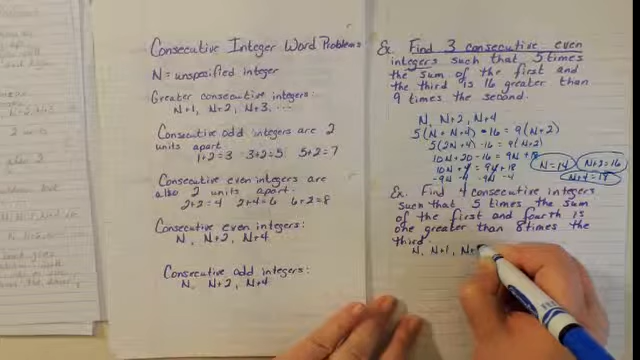 Consecutive Integer Word Problems
N = unspecified integer
Greater consecutive integers:
N+1, N+2, N+3. ...
Consecutive odd integers are 2
units apart.
1+2=3 3+2=5 5+2=7
Consecutive even integers are
also 2 units apart.
2+2=4 2+4=6 6+2=8
Consecutive even integers:
N, N+2, N+4
Consecutive odd integers:
N, N+2, N+4
Ex. Find 3 consecutive even
integers such that 5 times
the sum of the first and
the third is 16 greater than
9 times the second.
N, N+2, N+4
5(N+N+4) -16 = 9(N+2)
5(2N+4) -16 = 9(N+2)
10N+20 -16 = 9N+18
10N+4 = 9N+18
-9N -4 -9N -4
N=14
N+2=16
N+4=18
Ex. Find 4 consecutive integers
such that 5 times the sum
of the first and fourth is
one greater than 8 times the
third.
N, N+1, N+